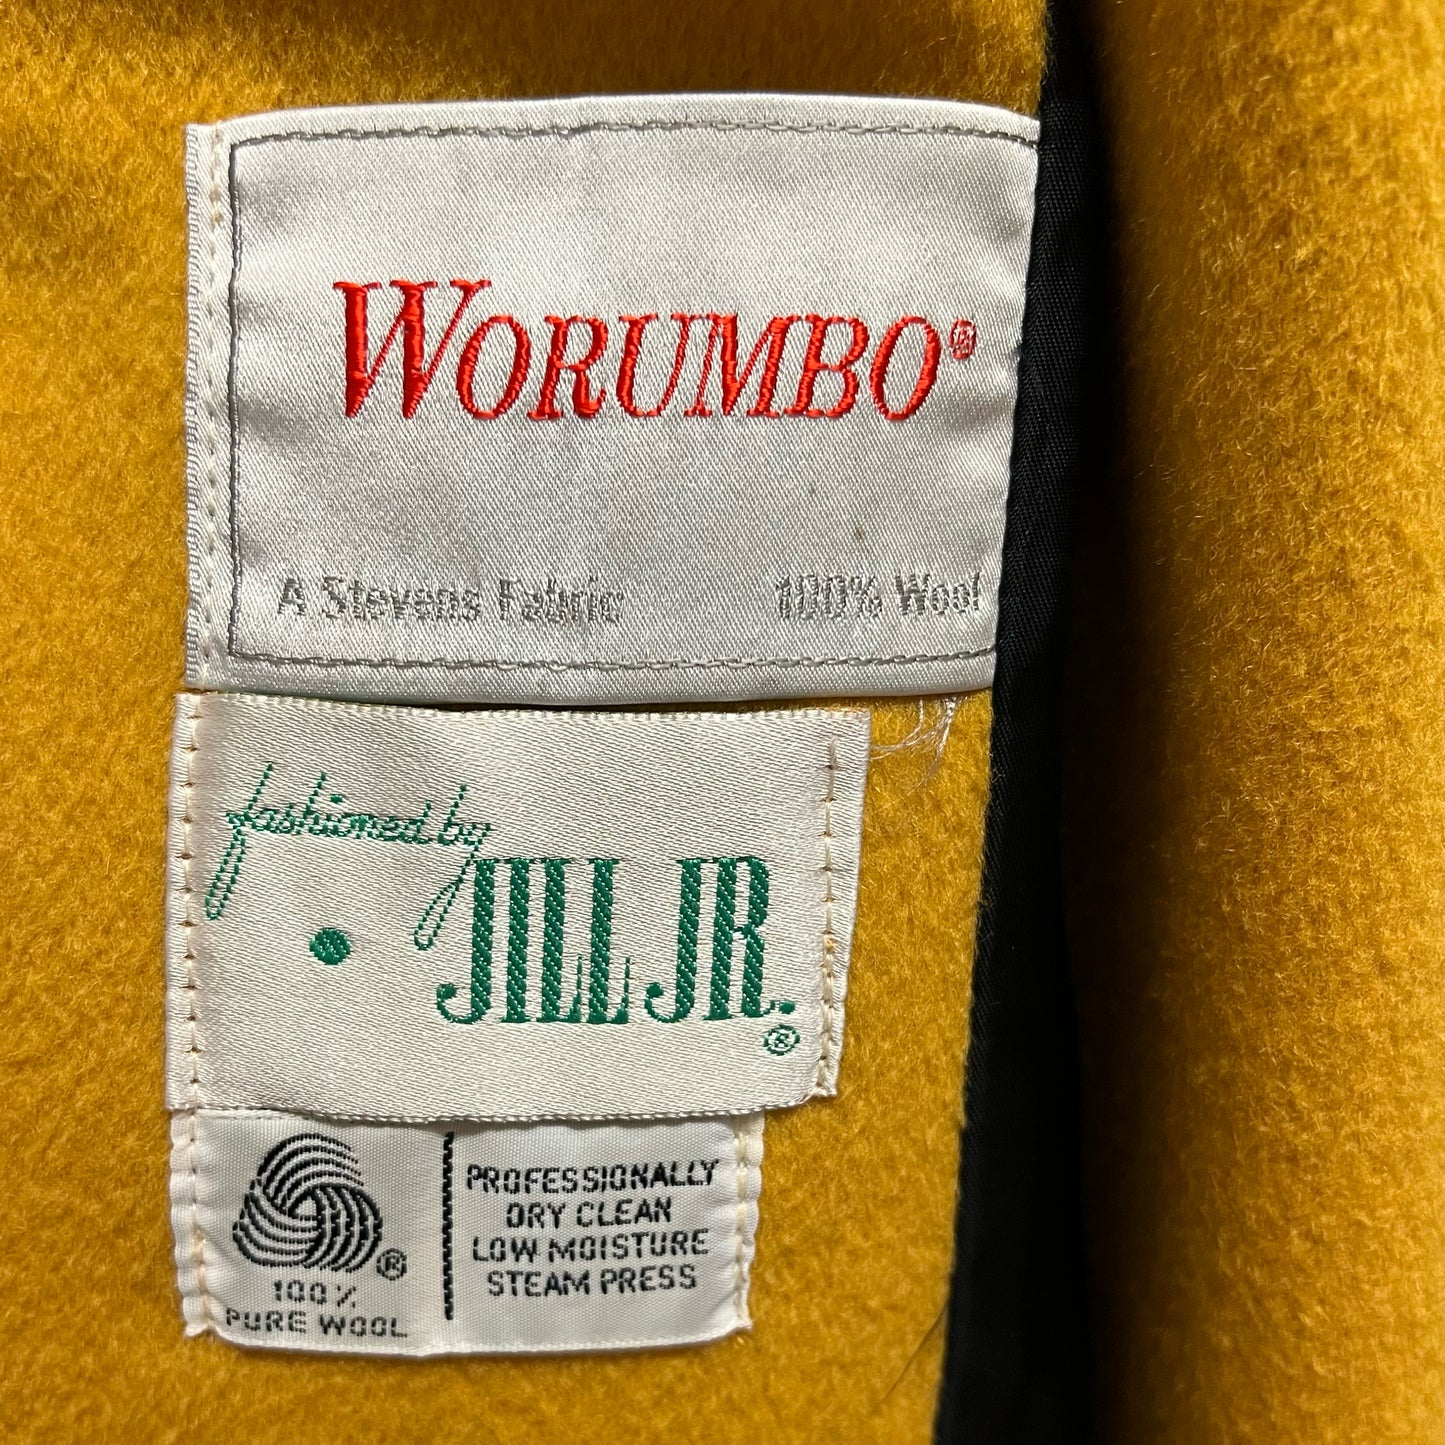 WORUMBO®
A Stevens Fabric 100% Wool
fashioned by
JILL JR.
®
®
100%
PURE WOOL
PROFESSIONALLY
DRY CLEAN
LOW MOISTURE
STEAM PRESS